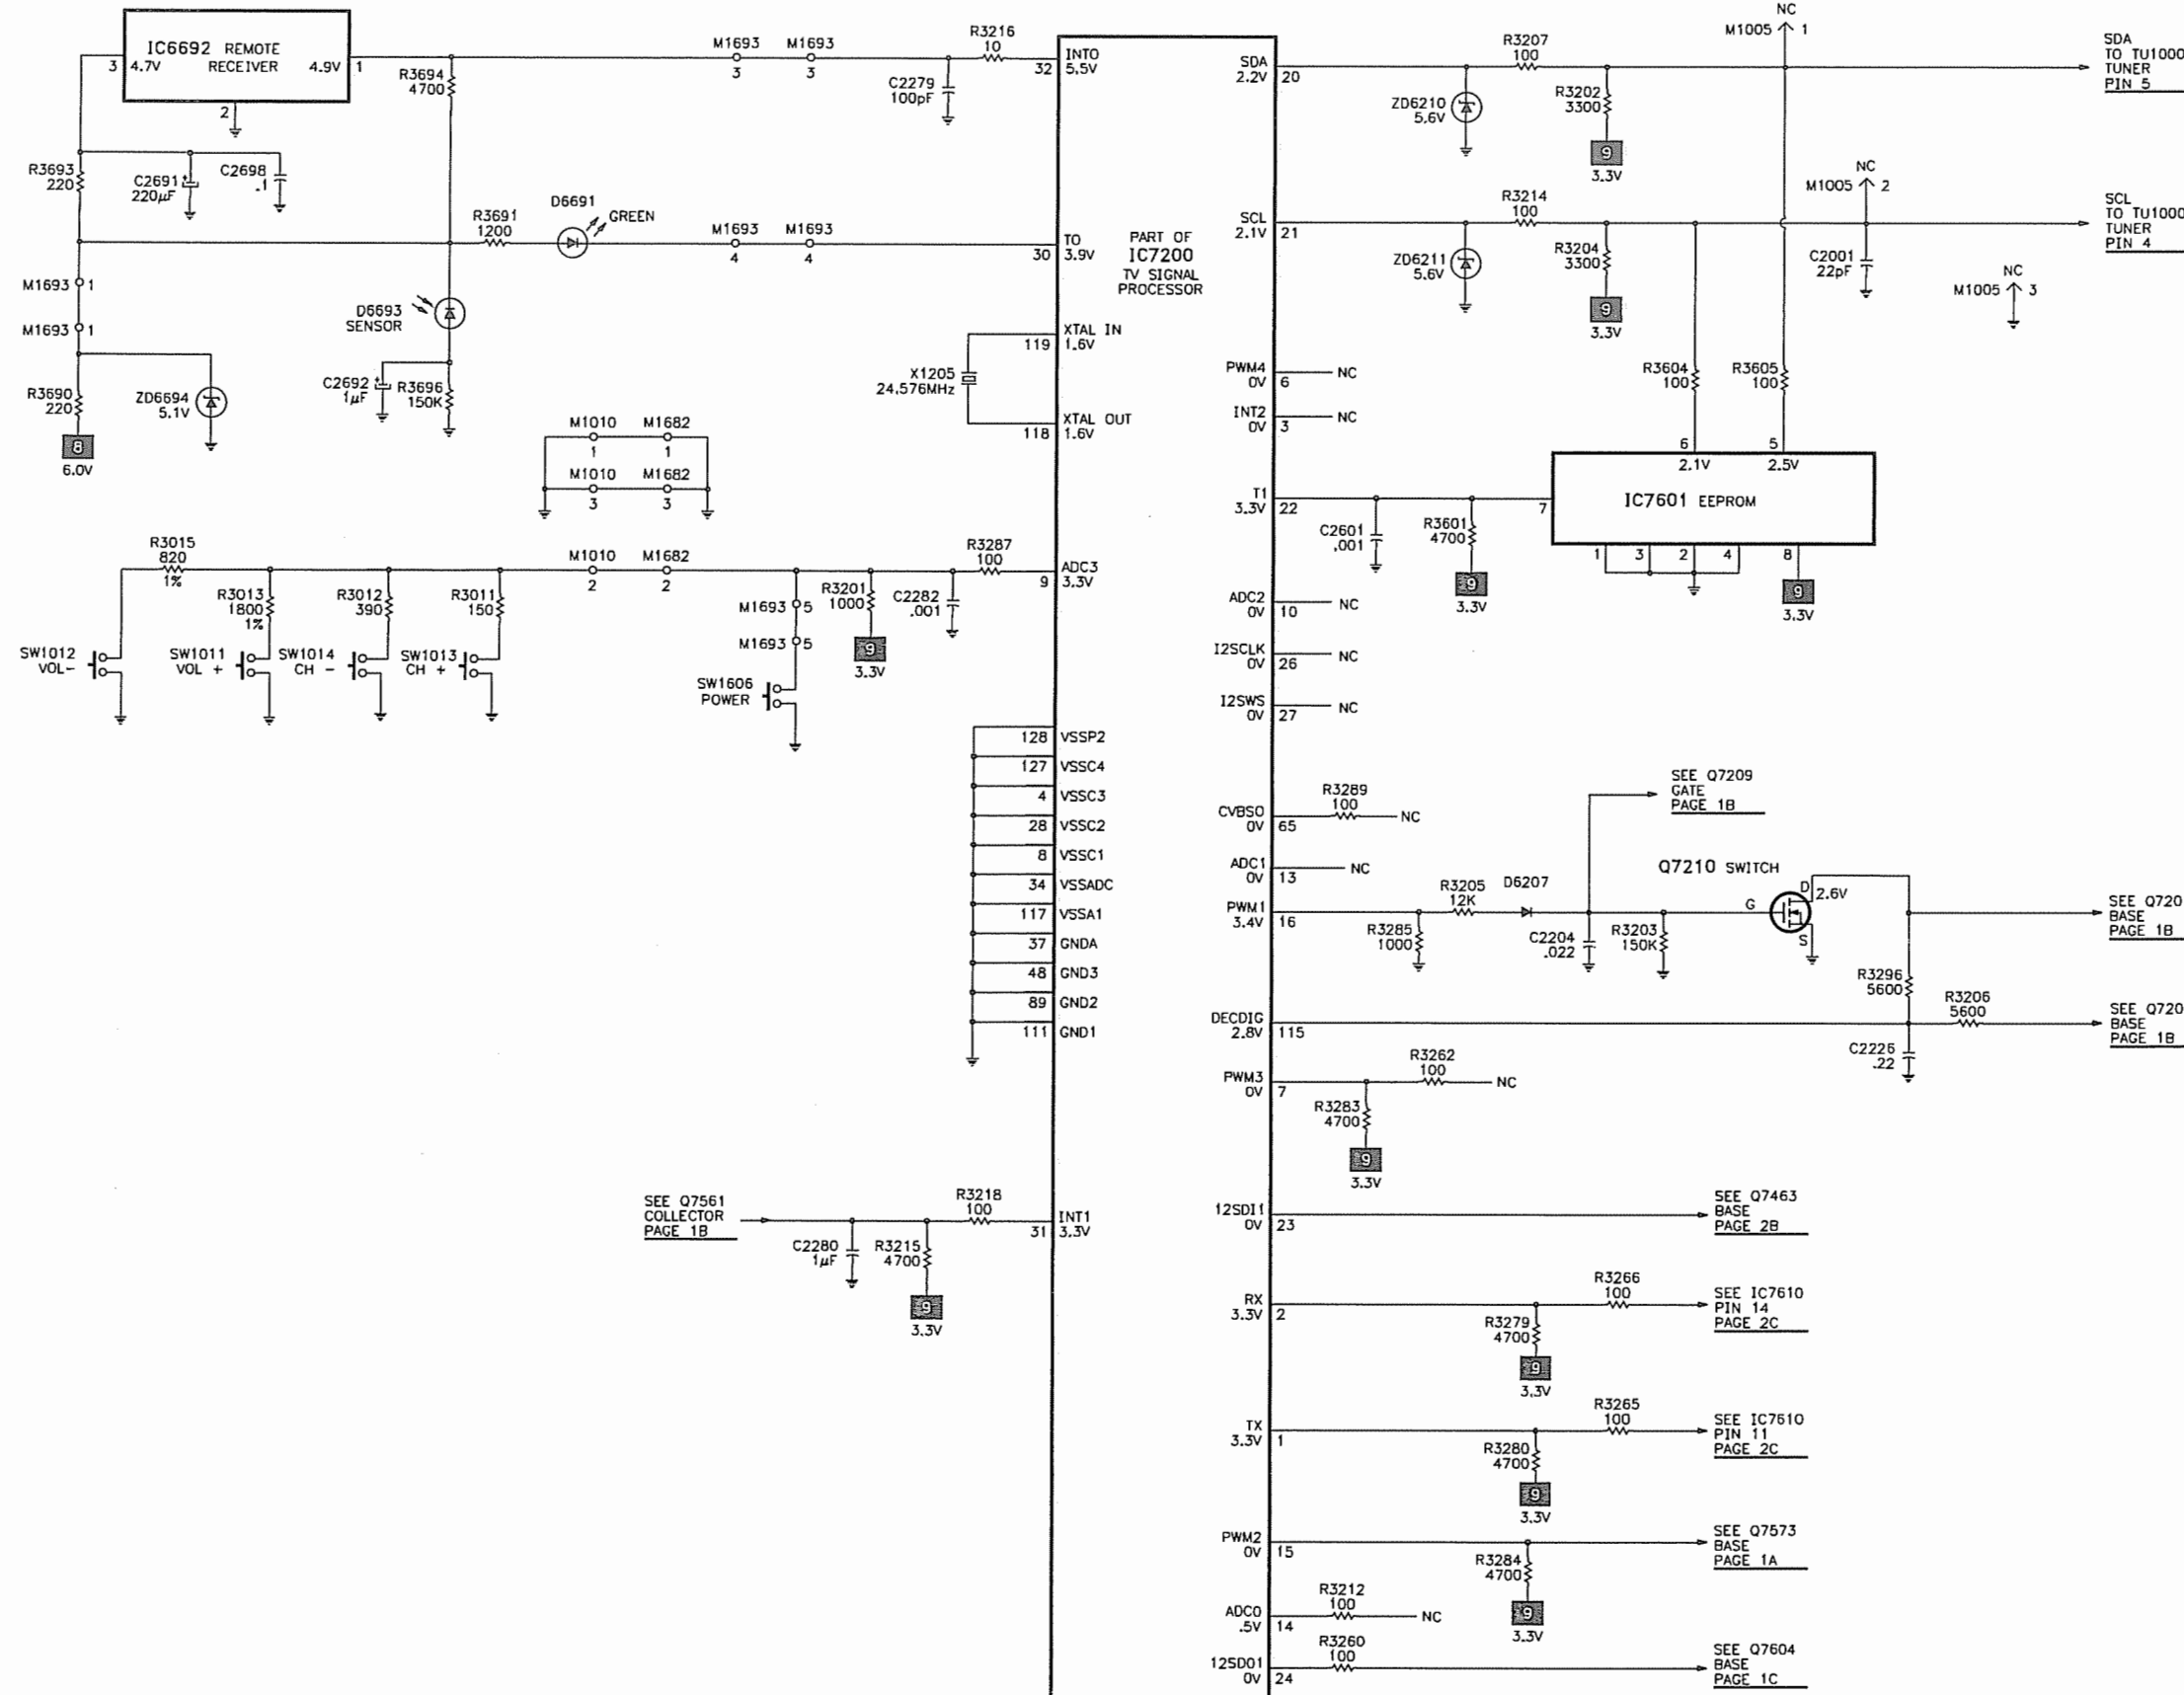 IC6692 REMOTE
RECEIVER
3 4.7V 4.9V 1
2
R3694
4700
M1693 M1693
3 3
R3216
10
C2279
100pF
R3693
220
C2691
220µF
+
C2698
.1
R3691
1200
D6691
GREEN
M1693 M1693
4 4
M1693 1
M1693 1
D6693
SENSOR
C2692
1µF
+
R3696
150K
R3690
220
ZD6694
5.1V
8
6.0V
X1205
24.576MHz
M1010 M1682
1 1
M1010 M1682
3 3
R3015
820
1%
R3013
1800
1%
R3012
390
R3011
150
M1010 M1682
2 2
R3287
100
M1693 5
M1693 5
R3201
1000
9
3.3V
C2282
.001
SW1012
VOL-
SW1011
VOL +
SW1014
CH -
SW1013
CH +
SW1606
POWER
PART OF
IC7200
TV SIGNAL
PROCESSOR
32 INTO
5.5V
30 TO
3.9V
119 XTAL IN
1.6V
118 XTAL OUT
1.6V
9 ADC3
3.3V
128 VSSP2
127 VSSC4
4 VSSC3
28 VSSC2
8 VSSC1
34 VSSADC
117 VSSA1
37 GNDA
48 GND3
89 GND2
111 GND1
SEE Q7561
COLLECTOR
PAGE 1B
C2280
1µF
R3215
4700
9
3.3V
R3218
100
31 INT1
3.3V
SDA
2.2V 20
R3207
100
ZD6210
5.6V
R3202
3300
9
3.3V
NC
M1005 1
SDA
TO TU1000
TUNER
PIN 5
SCL
2.1V 21
R3214
100
ZD6211
5.6V
R3204
3300
9
3.3V
NC
M1005 2
C2001
22pF
SCL
TO TU1000
TUNER
PIN 4
NC
M1005 3
PWM4
0V 6 NC
INT2
0V 3 NC
R3604
100
R3605
100
6 5
2.1V 2.5V
IC7601 EEPROM
7
1 3 2 4 8
9
3.3V
T1
3.3V 22
C2601
.001
R3601
4700
9
3.3V
ADC2
0V 10 NC
I2SCLK
0V 26 NC
I2SWS
0V 27 NC
CVBSO
0V 65
R3289
100
NC
ADC1
0V 13 NC
SEE Q7209
GATE
PAGE 1B
PWM1
3.4V 16
R3285
1000
R3205
12K
D6207
C2204
.022
R3203
150K
Q7210 SWITCH
G D S
2.6V
SEE Q720
BASE
PAGE 1B
R3296
5600
DECDIG
2.8V 115
R3206
5600
C2226
.22
SEE Q720
BASE
PAGE 1B
PWM3
0V 7
R3262
100
NC
R3283
4700
9
3.3V
12SDI1
0V 23
SEE Q7463
BASE
PAGE 2B
RX
3.3V 2
R3266
100
R3279
4700
9
3.3V
SEE IC7610
PIN 14
PAGE 2C
TX
3.3V 1
R3265
100
R3280
4700
9
3.3V
SEE IC7610
PIN 11
PAGE 2C
PWM2
0V 15
R3284
4700
9
3.3V
SEE Q7573
BASE
PAGE 1A
ADC0
.5V 14
R3212
100
NC
12SDO1
0V 24
R3260
100
SEE Q7604
BASE
PAGE 1C